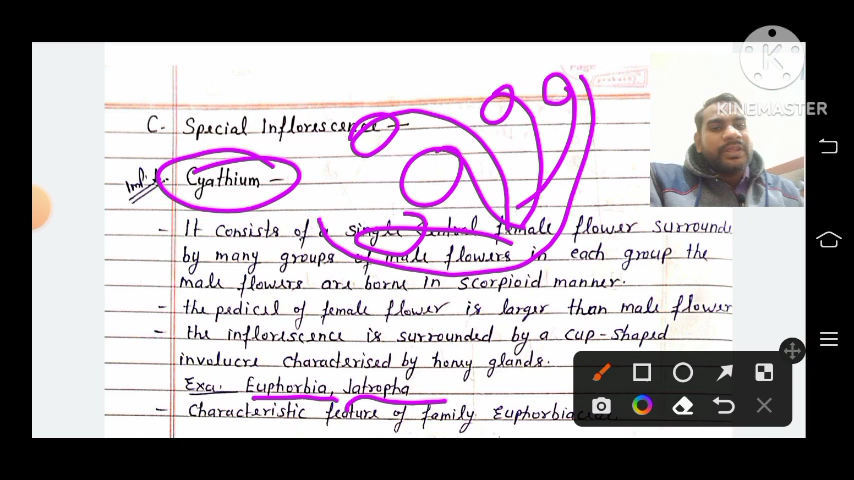 C. Special Inflorescence –
Imp. Cyathium –
- It consists of a single central female flower surrounde
by many groups of male flowers in each group the
male flowers are borne in scorpioid manner.
- the pedicel of female flower is larger than male flower
- the inflorescence is surrounded by a cup-shaped
involucre characterised by hony glands.
Exa. Euphorbia, Jatropha
- Characteristic feature of family Euphorbiaceae
KINEMASTER